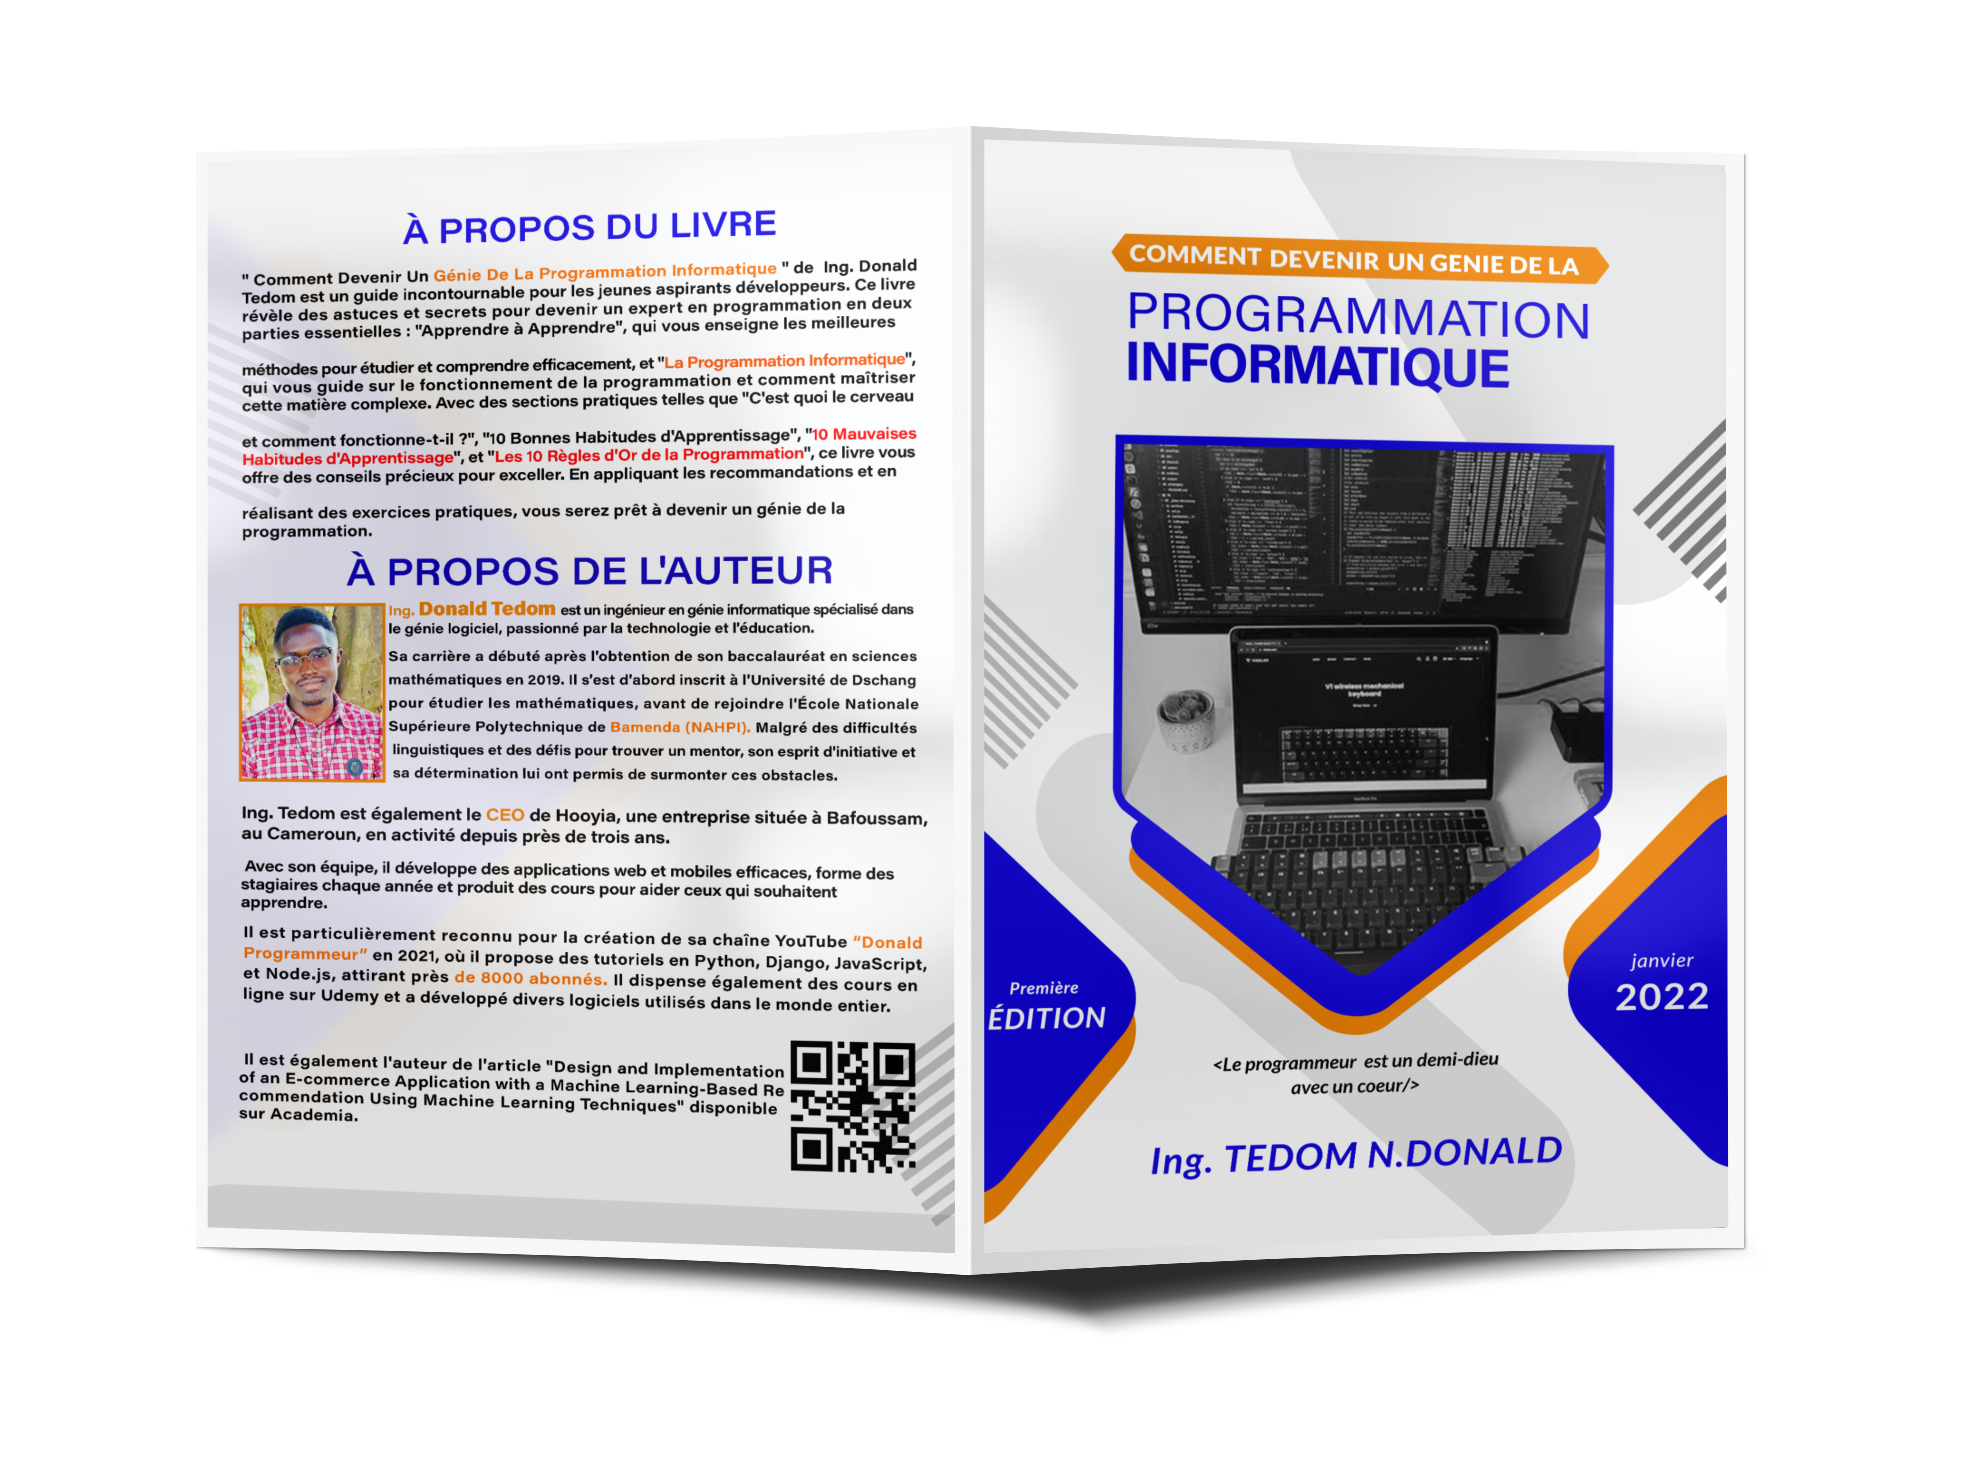 À PROPOS DU LIVRE
" Comment Devenir Un Génie De La Programmation Informatique " de Ing. Donald
Tedom est un guide incontournable pour les jeunes aspirants développeurs. Ce livre
révèle des astuces et secrets pour devenir un expert en programmation en deux
parties essentielles : "Apprendre à Apprendre", qui vous enseigne les meilleures
méthodes pour étudier et comprendre efficacement, et "La Programmation Informatique",
qui vous guide sur le fonctionnement de la programmation et comment maîtriser
cette matière complexe. Avec des sections pratiques telles que "C'est quoi le cerveau
et comment fonctionne-t-il ?", "10 Bonnes Habitudes d'Apprentissage", "10 Mauvaises
Habitudes d'Apprentissage", et "Les 10 Règles d'Or de la Programmation", ce livre vous
offre des conseils précieux pour exceller. En appliquant les recommandations et en
réalisant des exercices pratiques, vous serez prêt à devenir un génie de la
programmation.
À PROPOS DE L'AUTEUR
Ing. Donald Tedom est un ingénieur en génie informatique spécialisé dans
le génie logiciel, passionné par la technologie et l'éducation.
Sa carrière a débuté après l'obtention de son baccalauréat en sciences
mathématiques en 2019. Il s'est d'abord inscrit à l'Université de Dschang
pour étudier les mathématiques, avant de rejoindre l'École Nationale
Supérieure Polytechnique de Bamenda (NAHPI). Malgré des difficultés
linguistiques et des défis pour trouver un mentor, son esprit d'initiative et
sa détermination lui ont permis de surmonter ces obstacles.
Ing. Tedom est également le CEO de Hooyia, une entreprise située à Bafoussam,
au Cameroun, en activité depuis près de trois ans.
Avec son équipe, il développe des applications web et mobiles efficaces, forme des
stagiaires chaque année et produit des cours pour aider ceux qui souhaitent
apprendre.
Il est particulièrement reconnu pour la création de sa chaîne YouTube “Donald
Programmeur” en 2021, où il propose des tutoriels en Python, Django, JavaScript,
et Node.js, attirant près de 8000 abonnés. Il dispense également des cours en
ligne sur Udemy et a développé divers logiciels utilisés dans le monde entier.
Il est également l'auteur de l'article "Design and Implementation
of an E-commerce Application with a Machine Learning-Based Re
commendation Using Machine Learning Techniques" disponible
sur Academia.
COMMENT DEVENIR UN GENIE DE LA
PROGRAMMATION
INFORMATIQUE
V1 wireless mechanical
keyboard
Première
ÉDITION
janvier
2022
<Le programmeur est un demi-dieu
avec un coeur/>
Ing. TEDOM N.DONALD